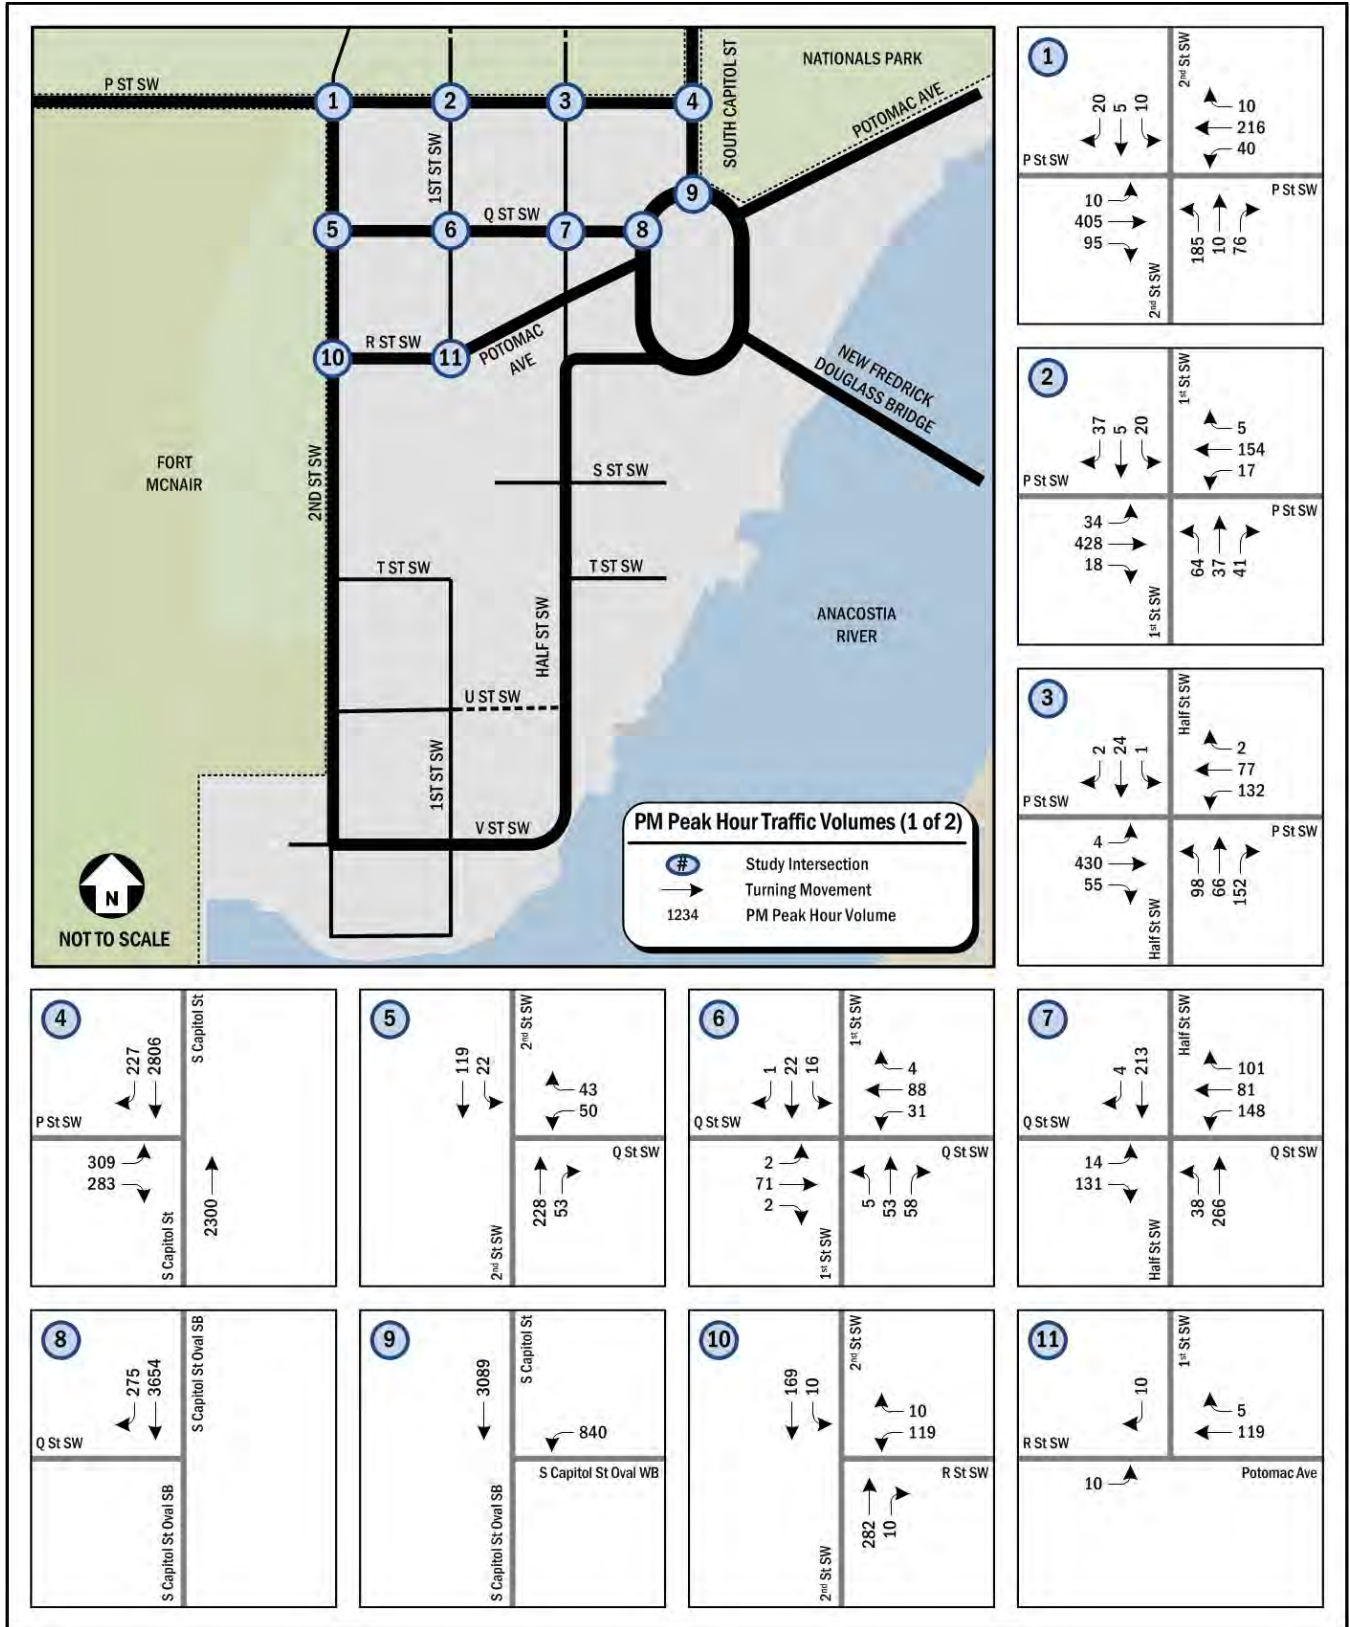 P ST SW
1
2
3
4
SOUTH CAPITOL ST
NATIONALS PARK
POTOMAC AVE
1ST ST SW
9
5
6
Q ST SW
7
8
10
R ST SW
11
POTOMAC
AVE
NEW FREDRICK
DOUGLASS BRIDGE
FORT
MCNAIR
2ND ST SW
S ST SW
T ST SW
T ST SW
ANACOSTIA
RIVER
HALF ST SW
U ST SW
1ST ST SW
V ST SW
N
NOT TO SCALE
PM Peak Hour Traffic Volumes (1 of 2)
# Study Intersection
Turning Movement
1234 PM Peak Hour Volume
1
2nd St SW
20 5 10
10
216
40
P St SW
P St SW
10
405
95
185 10 76
2nd St SW
2
1st St SW
37 5 20
5
154
17
P St SW
P St SW
34
428
18
64 37 41
1st St SW
3
Half St SW
2 24 1
2
77
132
P St SW
P St SW
4
430
55
98 66 152
Half St SW
4
S Capitol St
227 2806
P St SW
309
283
2300
S Capitol St
5
2nd St SW
119 22
43
50
Q St SW
228 53
2nd St SW
6
1st St SW
1 22 16
4
88
31
Q St SW
Q St SW
2
71
2
5 53 58
1st St SW
7
Half St SW
4 213
101
81
148
Q St SW
Q St SW
14
131
38 266
Half St SW
8
S Capitol St Oval SB
275 3654
Q St SW
S Capitol St Oval SB
9
S Capitol St
3089
840
S Capitol St Oval WB
S Capitol St Oval SB
10
2nd St SW
169 10
10
119
R St SW
282 10
2nd St SW
11
1st St SW
10
5
119
R St SW
Potomac Ave
10